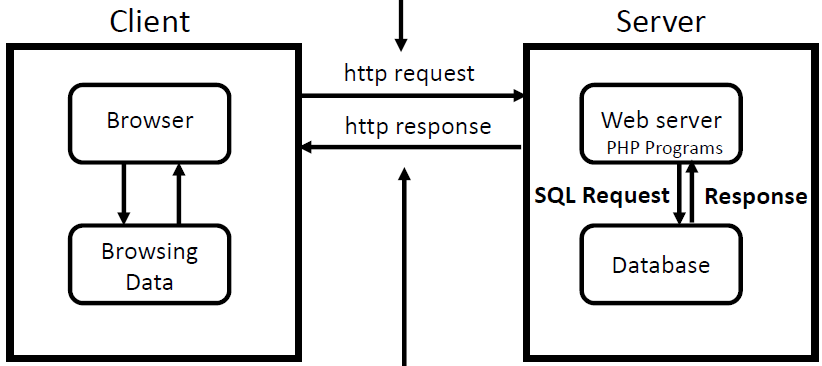 Client
Server
http request
http response
Browser
Browsing
Data
Web server
PHP Programs
SQL Request
Response
Database